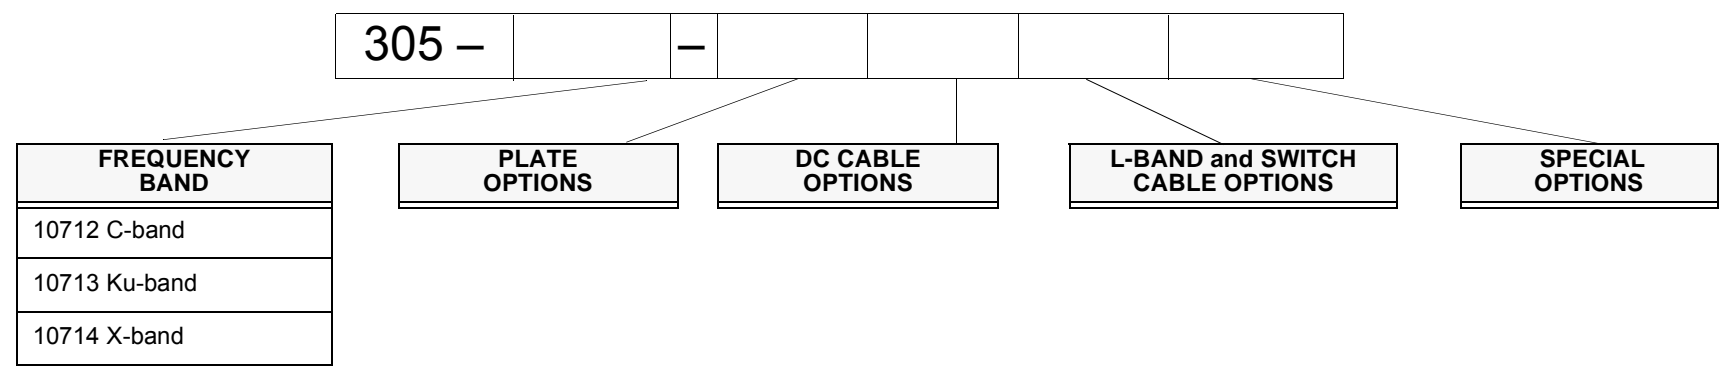 305 – –
FREQUENCY
BAND
10712 C-band
10713 Ku-band
10714 X-band
PLATE
OPTIONS
DC CABLE
OPTIONS
L-BAND and SWITCH
CABLE OPTIONS
SPECIAL
OPTIONS